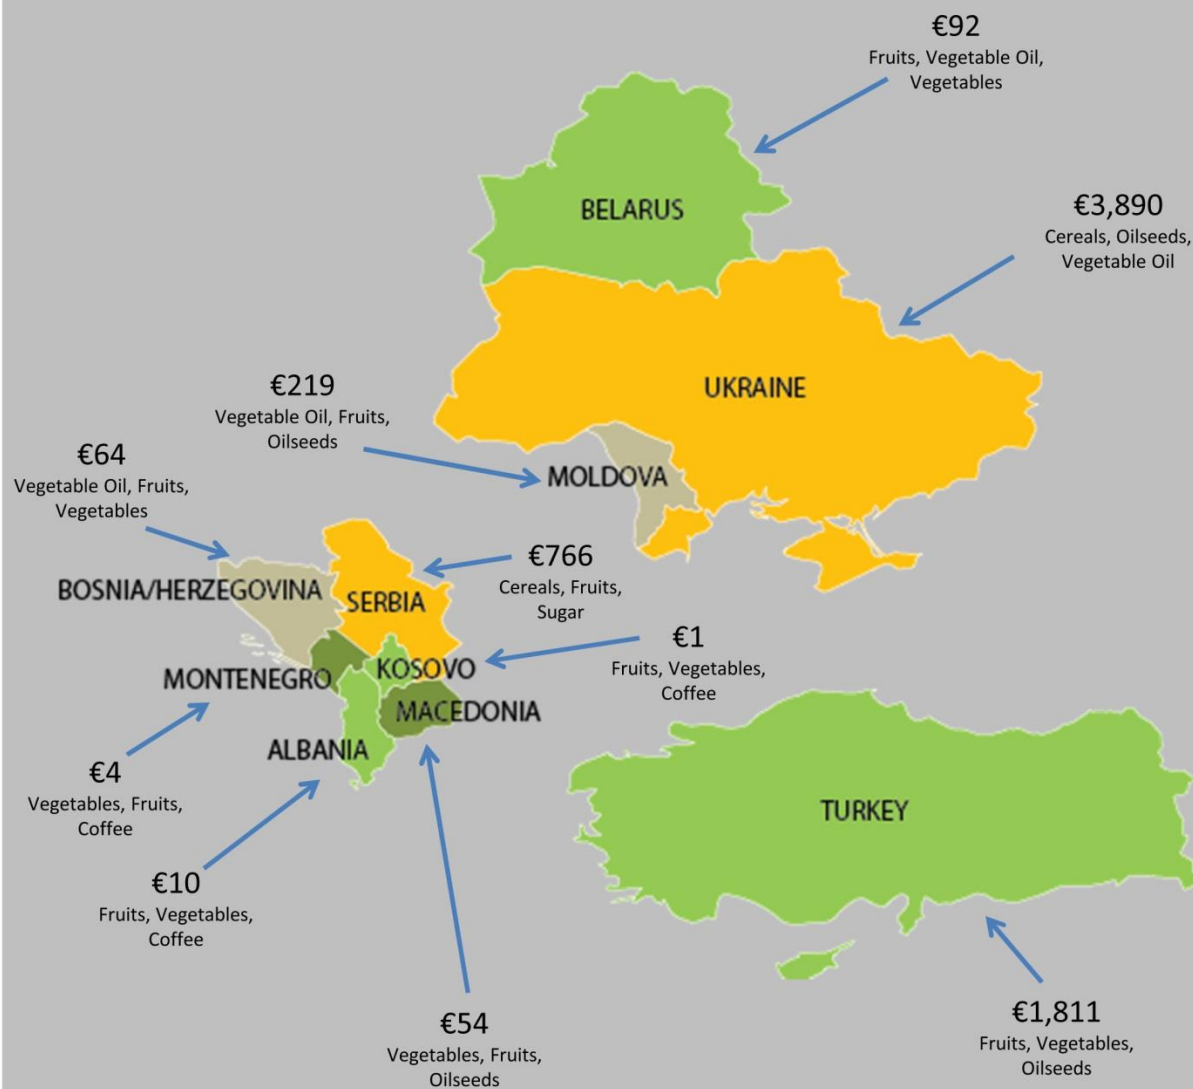 €92
Fruits, Vegetable Oil,
Vegetables
BELARUS
€3,890
Cereals, Oilseeds,
Vegetable Oil
UKRAINE
€219
Vegetable Oil, Fruits,
Oilseeds
MOLDOVA
€64
Vegetable Oil, Fruits,
Vegetables
BOSNIA/HERZEGOVINA
SERBIA
€766
Cereals, Fruits,
Sugar
KOSOVO
€1
Fruits, Vegetables,
Coffee
MONTENEGRO
MACEDONIA
ALBANIA
€4
Vegetables, Fruits,
Coffee
TURKEY
€10
Fruits, Vegetables,
Coffee
€54
Vegetables, Fruits,
Oilseeds
€1,811
Fruits, Vegetables,
Oilseeds